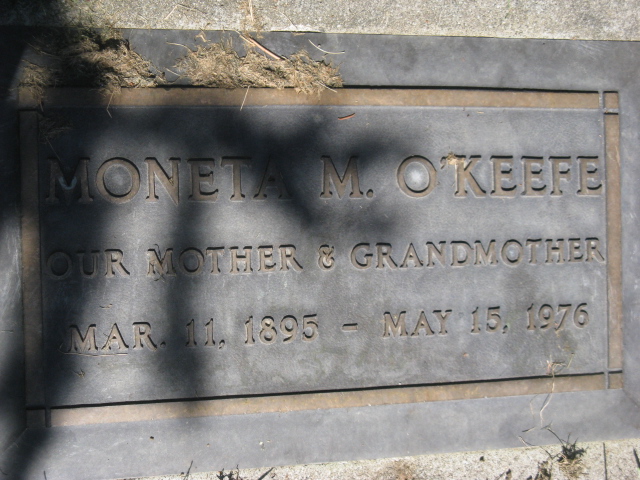 MONETA M. O'KEEFE
OUR MOTHER & GRANDMOTHER
MAR. 11, 1895 - MAY 15, 1976